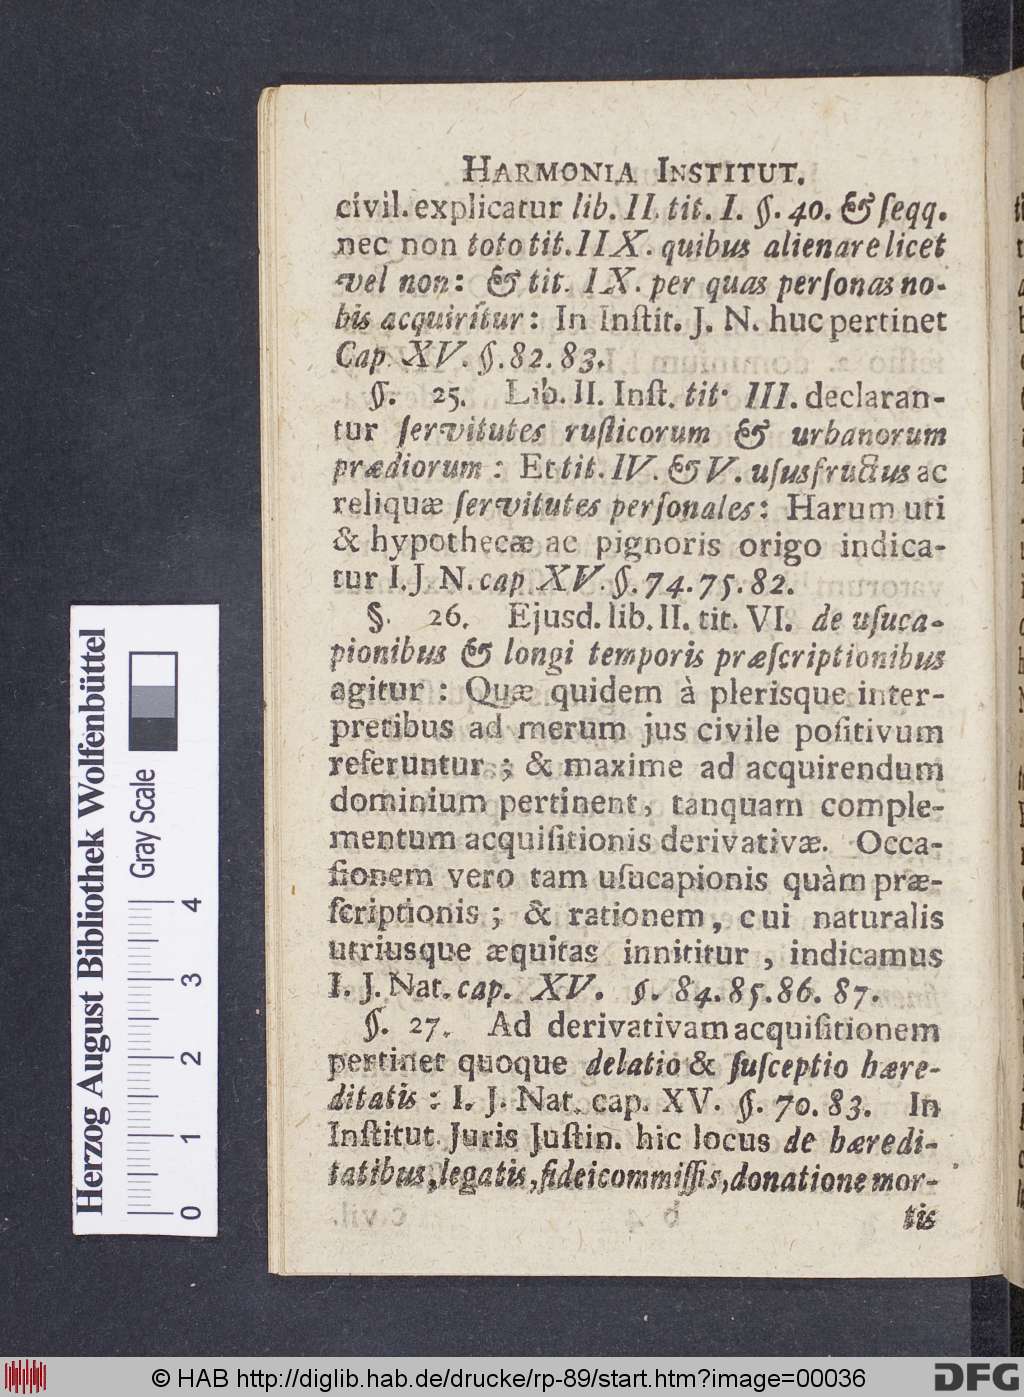 HARMONIA INSTITUT.
civil. explicatur lib. II. tit. I. §. 40. & ſeqq.
nec non toto tit. IIX. quibus alienare licet
vel non: & tit. IX. per quas perſonas no-
bis acquiritur: In Inſtit. J. N. huc pertinet
Cap. XV. §. 82. 83.
§. 25. Lib. II. Inſt. tit. III. declaran-
tur ſervitutes ruſticorum & urbanorum
prædiorum : Et tit. IV. & V. uſusfructus ac
reliquæ ſervitutes perſonales: Harum uti
& hypothecæ ac pignoris origo indica-
tur I. J. N. cap XV. §. 74. 75. 82.
§. 26. Ejusd. lib. II. tit. VI. de uſuca-
pionibus & longi temporis præſcriptionibus
agitur : Quæ quidem à plerisque inter-
pretibus ad merum jus civile poſitivum
referuntur ; & maxime ad acquirendum
dominium pertinent, tanquam comple-
mentum acquiſitionis derivativæ. Occa-
ſionem vero tam uſucapionis quàm præ-
ſcriptionis ; & rationem, cui naturalis
utriusque æquitas innititur , indicamus
I. J. Nat. cap. XV. §. 84. 85. 86. 87.
§. 27. Ad derivativam acquiſitionem
pertinet quoque delatio & ſuſceptio hære-
ditatis : I. J. Nat. cap. XV. §. 70. 83. In
Inſtitut. Juris Juſtin. hic locus de hæredi-
tatibus, legatis, fideicommiſſis, donatione mor-
tis
Herzog August Bibliothek Wolfenbüttel
Gray Scale
0 1 2 3 4
© HAB http://diglib.hab.de/drucke/rp-89/start.htm?image=00036
DFG